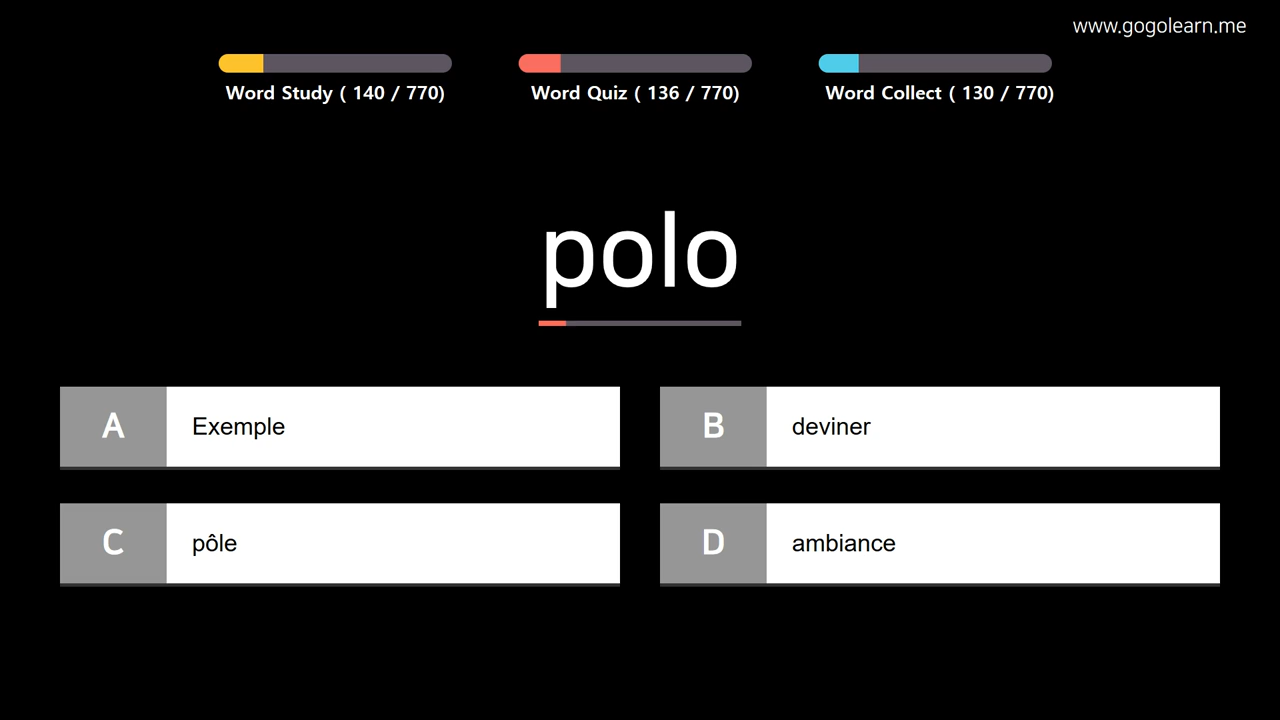 www.gogolearn.me
Word Study ( 140 / 770)
Word Quiz ( 136 / 770)
Word Collect ( 130 / 770)
polo
A Exemple
B deviner
C pôle
D ambiance